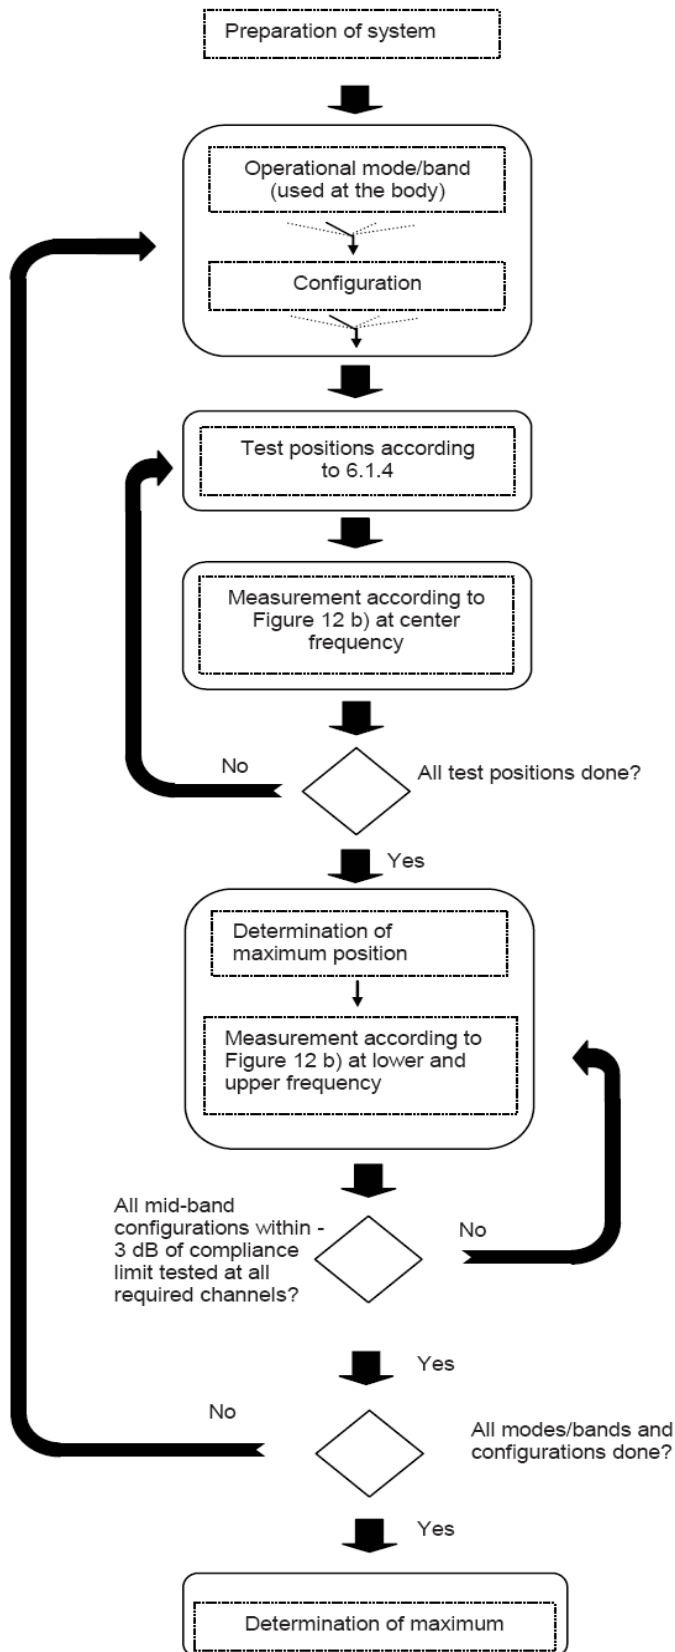 Preparation of system
Operational mode/band
(used at the body)
Configuration
Test positions according
to 6.1.4
Measurement according to
Figure 12 b) at center
frequency
No
All test positions done?
Yes
Determination of
maximum position
Measurement according to
Figure 12 b) at lower and
upper frequency
All mid-band
configurations within -
3 dB of compliance
limit tested at all
required channels?
No
Yes
No
All modes/bands and
configurations done?
Yes
Determination of maximum